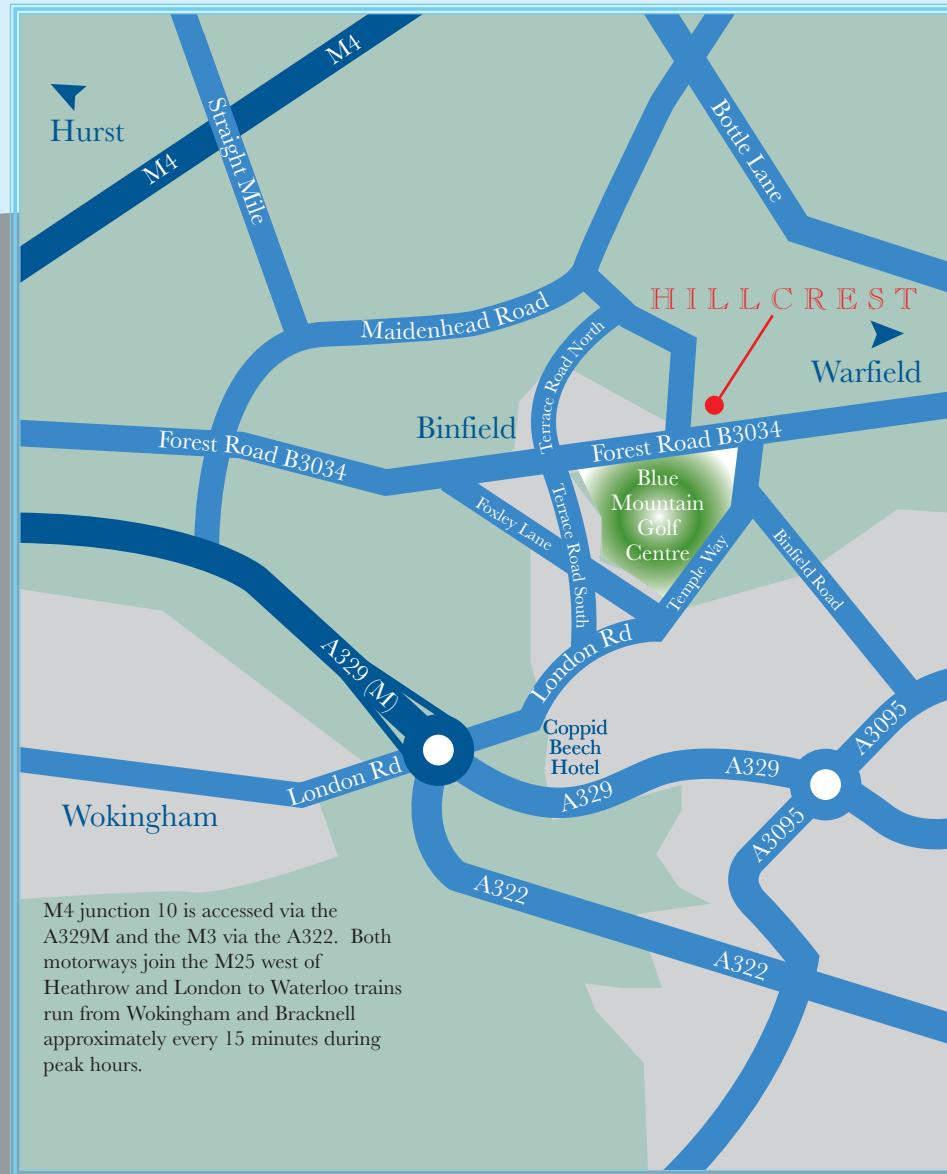 M4
Hurst
M4
Straight Mile
Bottle Lane
HILLCREST
Maidenhead Road
Terrace Road North
Warfield
Binfield
Forest Road B3034
Forest Road B3034
Blue
Mountain
Golf
Centre
Foxley Lane
Terrace Road South
Temple Way
Binfield Road
London Rd
A329 (M)
A3095
Coppid
Beech
Hotel
A329
A329
London Rd
Wokingham
A3095
A322
A322
M4 junction 10 is accessed via the
A329M and the M3 via the A322.  Both
motorways join the M25 west of
Heathrow and London to Waterloo trains
run from Wokingham and Bracknell
approximately every 15 minutes during
peak hours.